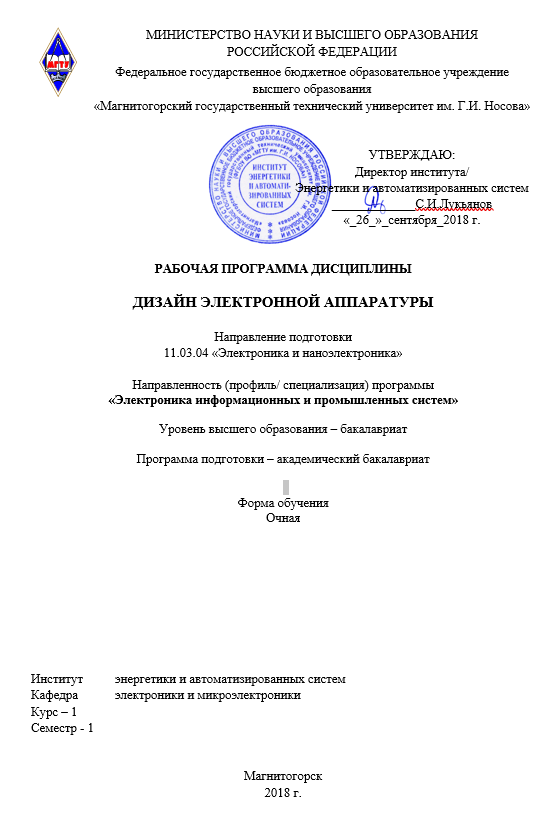 МГТУ
МИНИСТЕРСТВО НАУКИ И ВЫСШЕГО ОБРАЗОВАНИЯ
РОССИЙСКОЙ ФЕДЕРАЦИИ
Федеральное государственное бюджетное образовательное учреждение
высшего образования
«Магнитогорский государственный технический университет им. Г.И. Носова»
ИНСТИТУТ
ЭНЕРГЕТИКИ
И АВТОМАТИ-
ЗИРОВАННЫХ
СИСТЕМ
УТВЕРЖДАЮ:
Директор института/
Энергетики и автоматизированных систем
_____________С.И.Лукьянов
«_26_»_сентября_2018 г.
РАБОЧАЯ ПРОГРАММА ДИСЦИПЛИНЫ
ДИЗАЙН ЭЛЕКТРОННОЙ АППАРАТУРЫ
Направление подготовки
11.03.04 «Электроника и наноэлектроника»
Направленность (профиль/ специализация) программы
«Электроника информационных и промышленных систем»
Уровень высшего образования – бакалавриат
Программа подготовки – академический бакалавриат
Форма обучения
Очная
Институт энергетики и автоматизированных систем
Кафедра электроники и микроэлектроники
Курс – 1
Семестр - 1
Магнитогорск
2018 г.